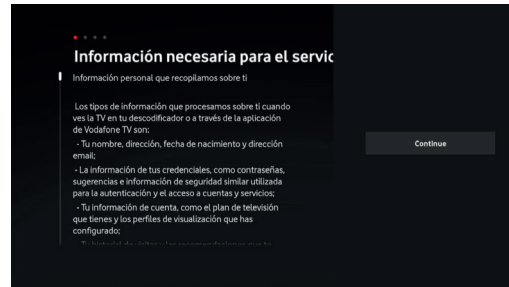 Información necesaria para el servic
Información personal que recopilamos sobre ti
Los tipos de información que procesamos sobre ti cuando
ves la TV en tu descodificador o a través de la aplicación
de Vodafone TV son:
- Tu nombre, dirección, fecha de nacimiento y dirección
email;
- La información de tus credenciales, como contraseñas,
sugerencias e información de seguridad similar utilizada
para la autenticación y el acceso a cuentas y servicios;
- Tu información de cuenta, como el plan de televisión
que tienes y los perfiles de visualización que has
configurado;
Continue